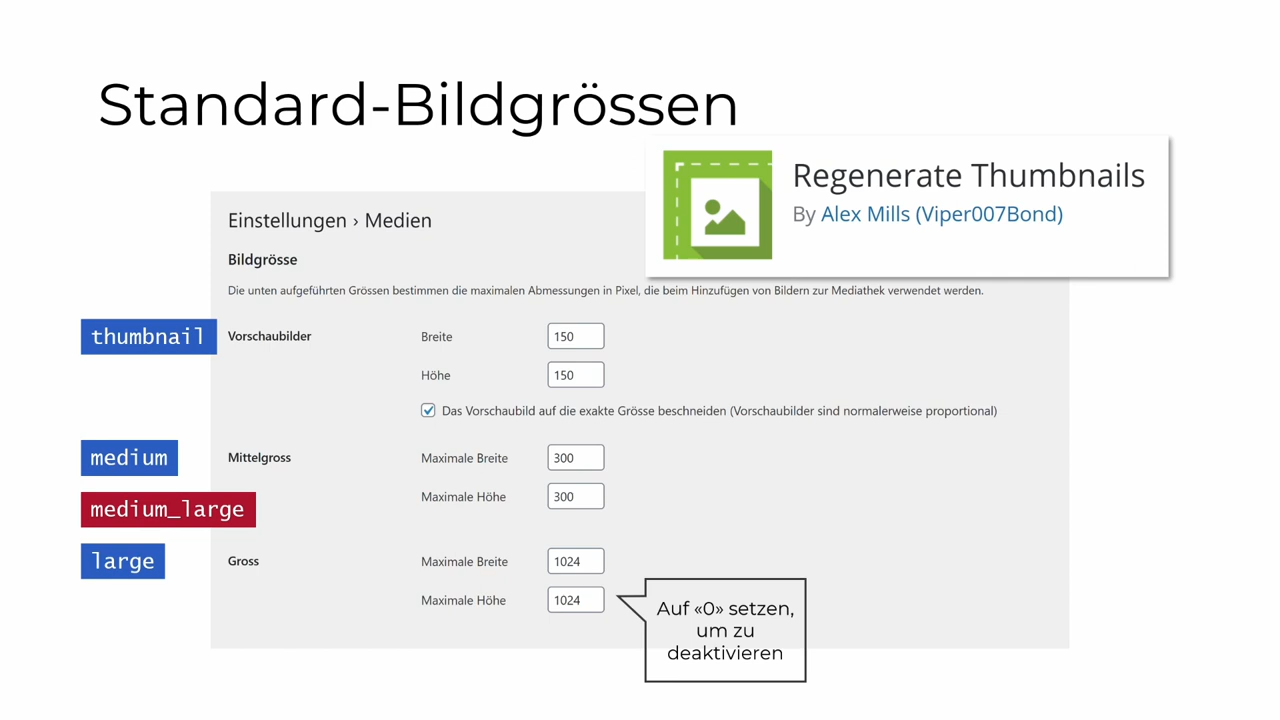 Standard-Bildgrössen
Regenerate Thumbnails
By Alex Mills (Viper007Bond)
Einstellungen › Medien
Bildgrösse
Die unten aufgeführten Grössen bestimmen die maximalen Abmessungen in Pixel, die beim Hinzufügen von Bildern zur Mediathek verwendet werden.
thumbnail Vorschaubilder Breite 150
Höhe 150
Das Vorschaubild auf die exakte Grösse beschneiden (Vorschaubilder sind normalerweise proportional)
medium Mittelgross Maximale Breite 300
Maximale Höhe 300
medium_large
large Gross Maximale Breite 1024
Maximale Höhe 1024
Auf «0» setzen,
um zu
deaktivieren